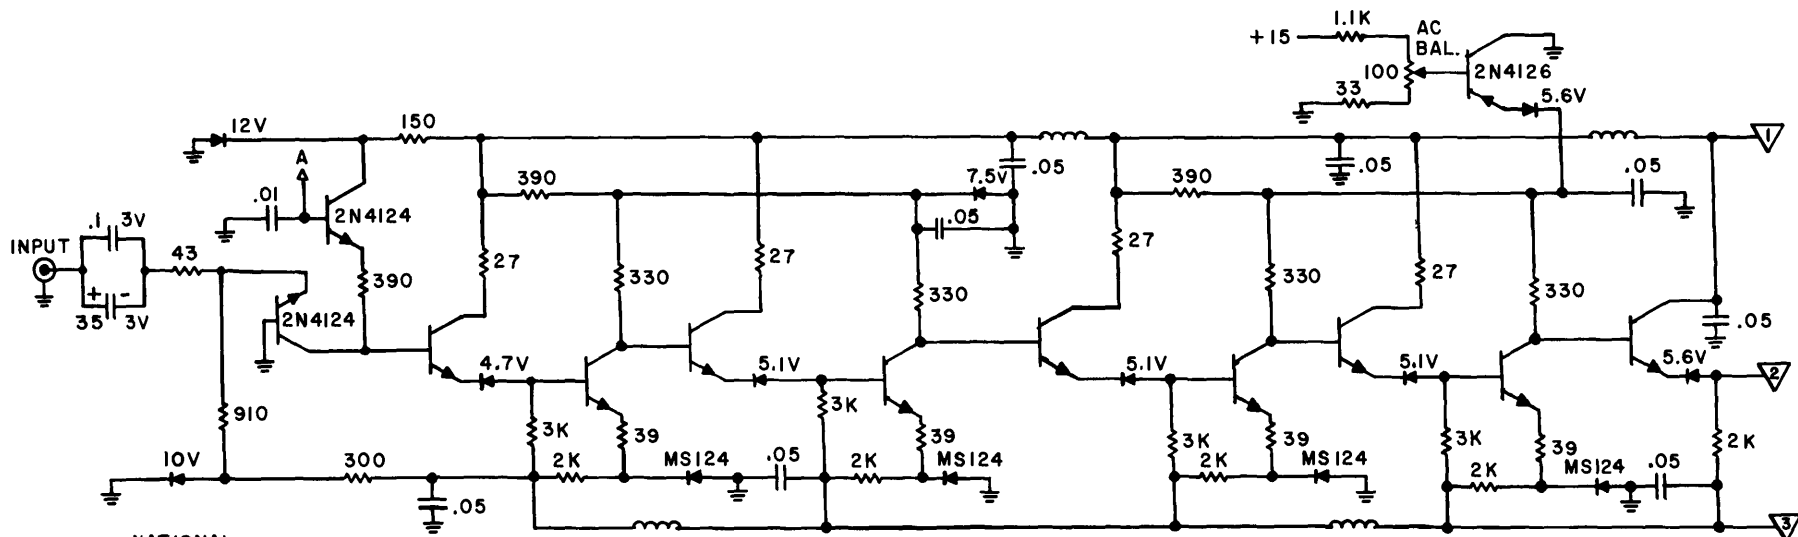 1.1K
+15
AC
BAL.
100
2N4126
33
5.6V
12V
150
A
.05
.05
.05
390
7.5V
390
.01
2N4124
.05
.1 3V
INPUT
43
27
390
330
27
330
27
330
27
330
+ -
35 3V
2N4124
.05
4.7V
5.1V
5.1V
5.1V
5.6V
2
910
3K
39
3K
39
3K
39
3K
39
2K
10V
300
2K
MS124
.05
2K
MS124
2K
MS124
2K
MS124
.05
.05
1
3
NATIONAL